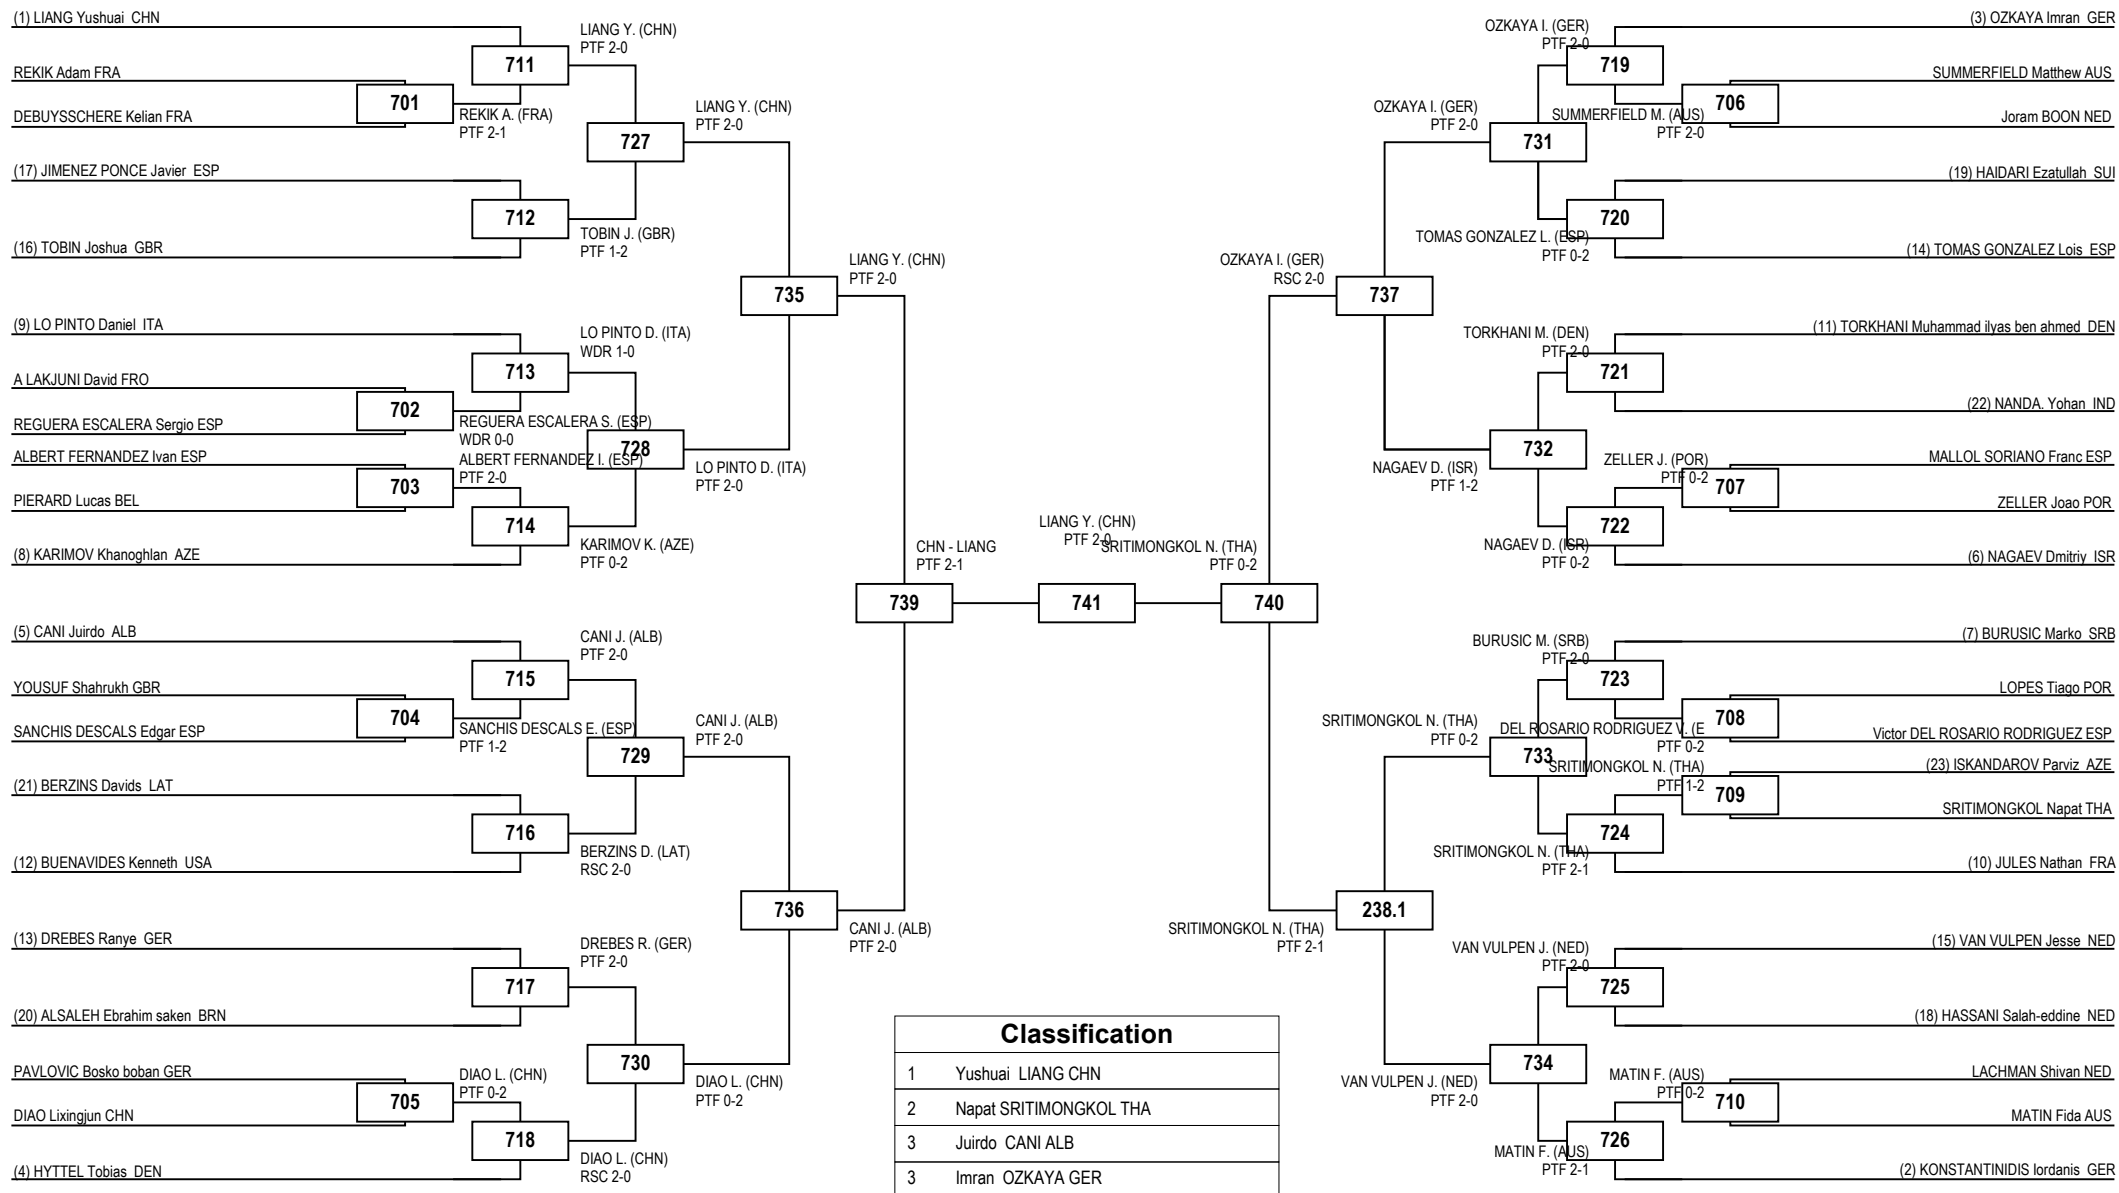 (1) LIANG Yushuai CHN
REKIK Adam FRA
DEBUYSSCHERE Kelian FRA
(17) JIMENEZ PONCE Javier ESP
(16) TOBIN Joshua GBR
(9) LO PINTO Daniel ITA
A LAKJUNI David FRO
REGUERA ESCALERA Sergio ESP
ALBERT FERNANDEZ Ivan ESP
PIERARD Lucas BEL
(8) KARIMOV Khanoghlan AZE
(5) CANI Juirdo ALB
YOUSUF Shahrukh GBR
SANCHIS DESCALS Edgar ESP
(21) BERZINS Davids LAT
(12) BUENAVIDES Kenneth USA
(13) DREBES Ranye GER
(20) ALSALEH Ebrahim saken BRN
PAVLOVIC Bosko boban GER
DIAO Lixingjun CHN
(4) HYTTEL Tobias DEN
701
REKIK A. (FRA)
PTF 2-1
702
REGUERA ESCALERA S. (ESP)
WDR 0-0
ALBERT FERNANDEZ I. (ESP)
PTF 2-0
703
704
SANCHIS DESCALS E. (ESP)
PTF 1-2
DIAO L. (CHN)
PTF 0-2
705
LIANG Y. (CHN)
PTF 2-0
711
712
TOBIN J. (GBR)
PTF 1-2
LO PINTO D. (ITA)
WDR 1-0
713
714
KARIMOV K. (AZE)
PTF 0-2
CANI J. (ALB)
PTF 2-0
715
716
BERZINS D. (LAT)
RSC 2-0
DREBES R. (GER)
PTF 2-0
717
718
DIAO L. (CHN)
RSC 2-0
LIANG Y. (CHN)
PTF 2-0
727
728
LO PINTO D. (ITA)
PTF 2-0
CANI J. (ALB)
PTF 2-0
729
730
DIAO L. (CHN)
PTF 0-2
LIANG Y. (CHN)
PTF 2-0
735
736
CANI J. (ALB)
PTF 2-0
CHN - LIANG
PTF 2-1
739
LIANG Y. (CHN)
PTF 2-0
741
SRITIMONGKOL N. (THA)
PTF 0-2
740
OZKAYA I. (GER)
RSC 2-0
737
238.1
SRITIMONGKOL N. (THA)
PTF 2-1
OZKAYA I. (GER)
PTF 2-0
731
732
NAGAEV D. (ISR)
PTF 1-2
SRITIMONGKOL N. (THA)
PTF 0-2
733
734
VAN VULPEN J. (NED)
PTF 2-0
OZKAYA I. (GER)
PTF 2-0
719
720
TOMAS GONZALEZ L. (ESP)
PTF 0-2
TORKHANI M. (DEN)
PTF 2-0
721
722
NAGAEV D. (ISR)
PTF 0-2
BURUSIC M. (SRB)
PTF 2-0
723
724
SRITIMONGKOL N. (THA)
PTF 2-1
VAN VULPEN J. (NED)
PTF 2-0
725
726
MATIN F. (AUS)
PTF 2-1
706
SUMMERFIELD M. (AUS)
PTF 2-0
ZELLER J. (POR)
PTF 0-2
707
708
DEL ROSARIO RODRIGUEZ V. (E
PTF 0-2
SRITIMONGKOL N. (THA)
PTF 1-2
709
MATIN F. (AUS)
PTF 0-2
710
(3) OZKAYA Imran GER
SUMMERFIELD Matthew AUS
Joram BOON NED
(19) HAIDARI Ezatullah SUI
(14) TOMAS GONZALEZ Lois ESP
(11) TORKHANI Muhammad ilyas ben ahmed DEN
(22) NANDA. Yohan IND
MALLOL SORIANO Franc ESP
ZELLER Joao POR
(6) NAGAEV Dmitriy ISR
(7) BURUSIC Marko SRB
LOPES Tiago POR
Victor DEL ROSARIO RODRIGUEZ ESP
(23) ISKANDAROV Parviz AZE
SRITIMONGKOL Napat THA
(10) JULES Nathan FRA
(15) VAN VULPEN Jesse NED
(18) HASSANI Salah-eddine NED
LACHMAN Shivan NED
MATIN Fida AUS
(2) KONSTANTINIDIS Iordanis GER
Classification
1 Yushuai LIANG CHN
2 Napat SRITIMONGKOL THA
3 Juirdo CANI ALB
3 Imran OZKAYA GER